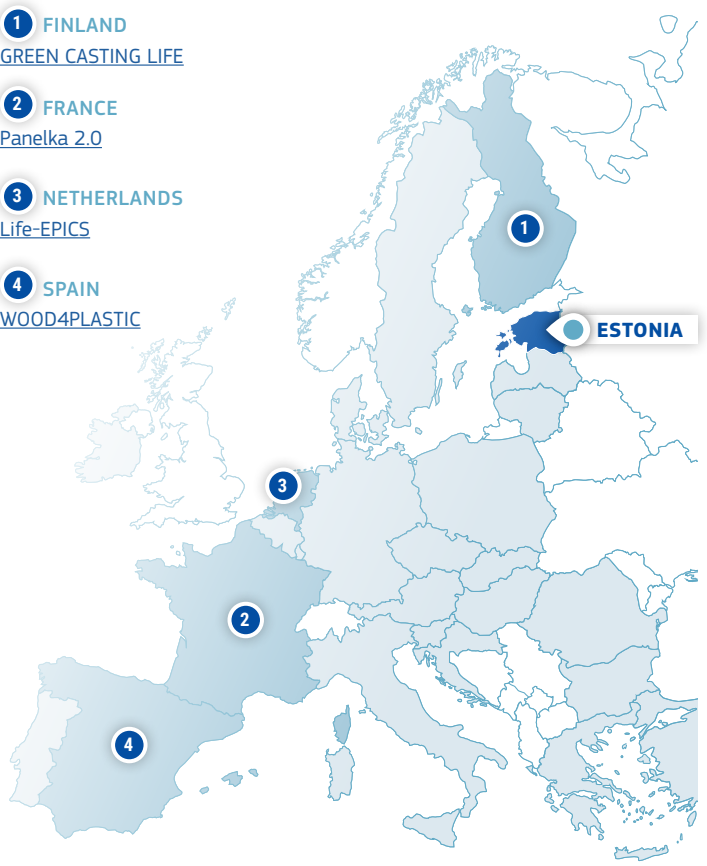 1 FINLAND
GREEN CASTING LIFE
2 FRANCE
Panelka 2.0
3 NETHERLANDS
Life-EPICS
4 SPAIN
WOOD4PLASTIC
1
ESTONIA
3
2
4